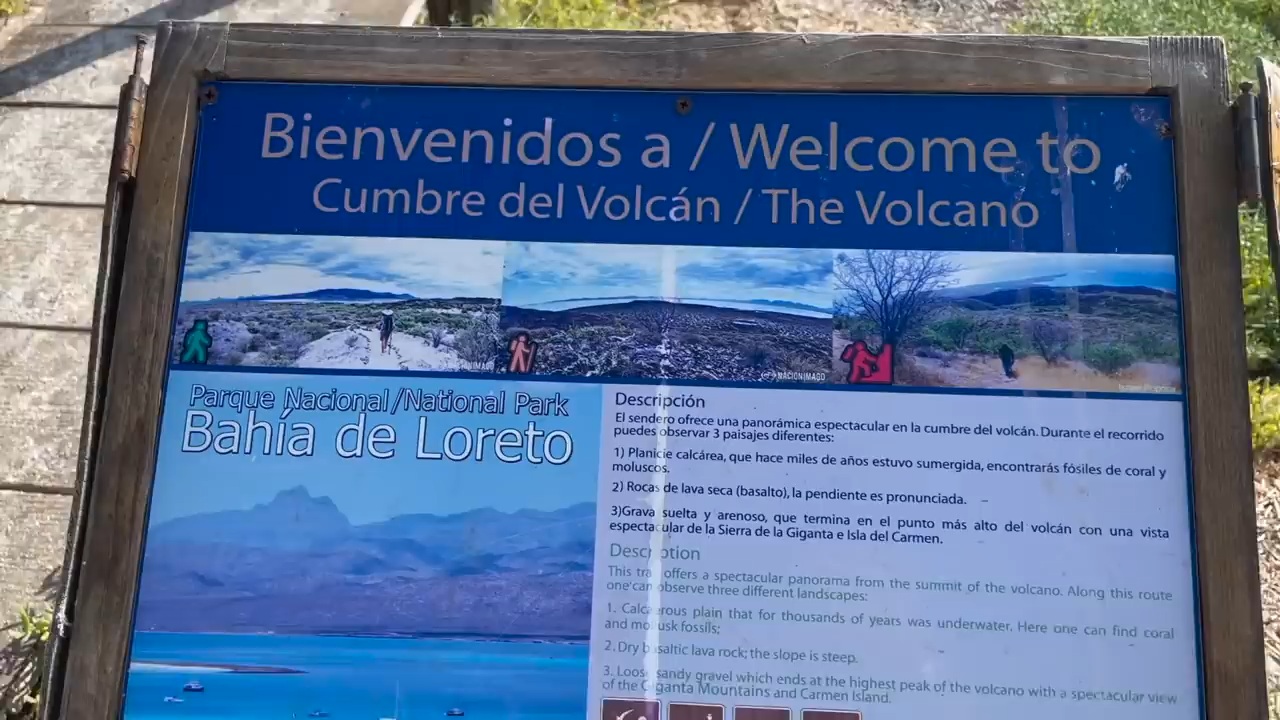 Bienvenidos a / Welcome to
Cumbre del Volcán / The Volcano
NACIONIMAGO
Parque Nacional/National Park
Bahía de Loreto
Descripción
El sendero ofrece una panorámica espectacular en la cumbre del volcán. Durante el recorrido
puedes observar 3 paisajes diferentes:
1) Planicie calcárea, que hace miles de años estuvo sumergida, encontrarás fósiles de coral y
moluscos.
2) Rocas de lava seca (basalto), la pendiente es pronunciada.
3)Grava suelta y arenoso, que termina en el punto más alto del volcán con una vista
espectacular de la Sierra de la Giganta e Isla del Carmen.
Description
This trail offers a spectacular panorama from the summit of the volcano. Along this route
one can observe three different landscapes:
1. Calcarous plain that for thousands of years was underwater. Here one can find coral
and mollusk fossils;
2. Dry basaltic lava rock; the slope is steep.
3. Loose sandy gravel which ends at the highest peak of the volcano with a spectacular view
of the Giganta Mountains and Carmen Island.